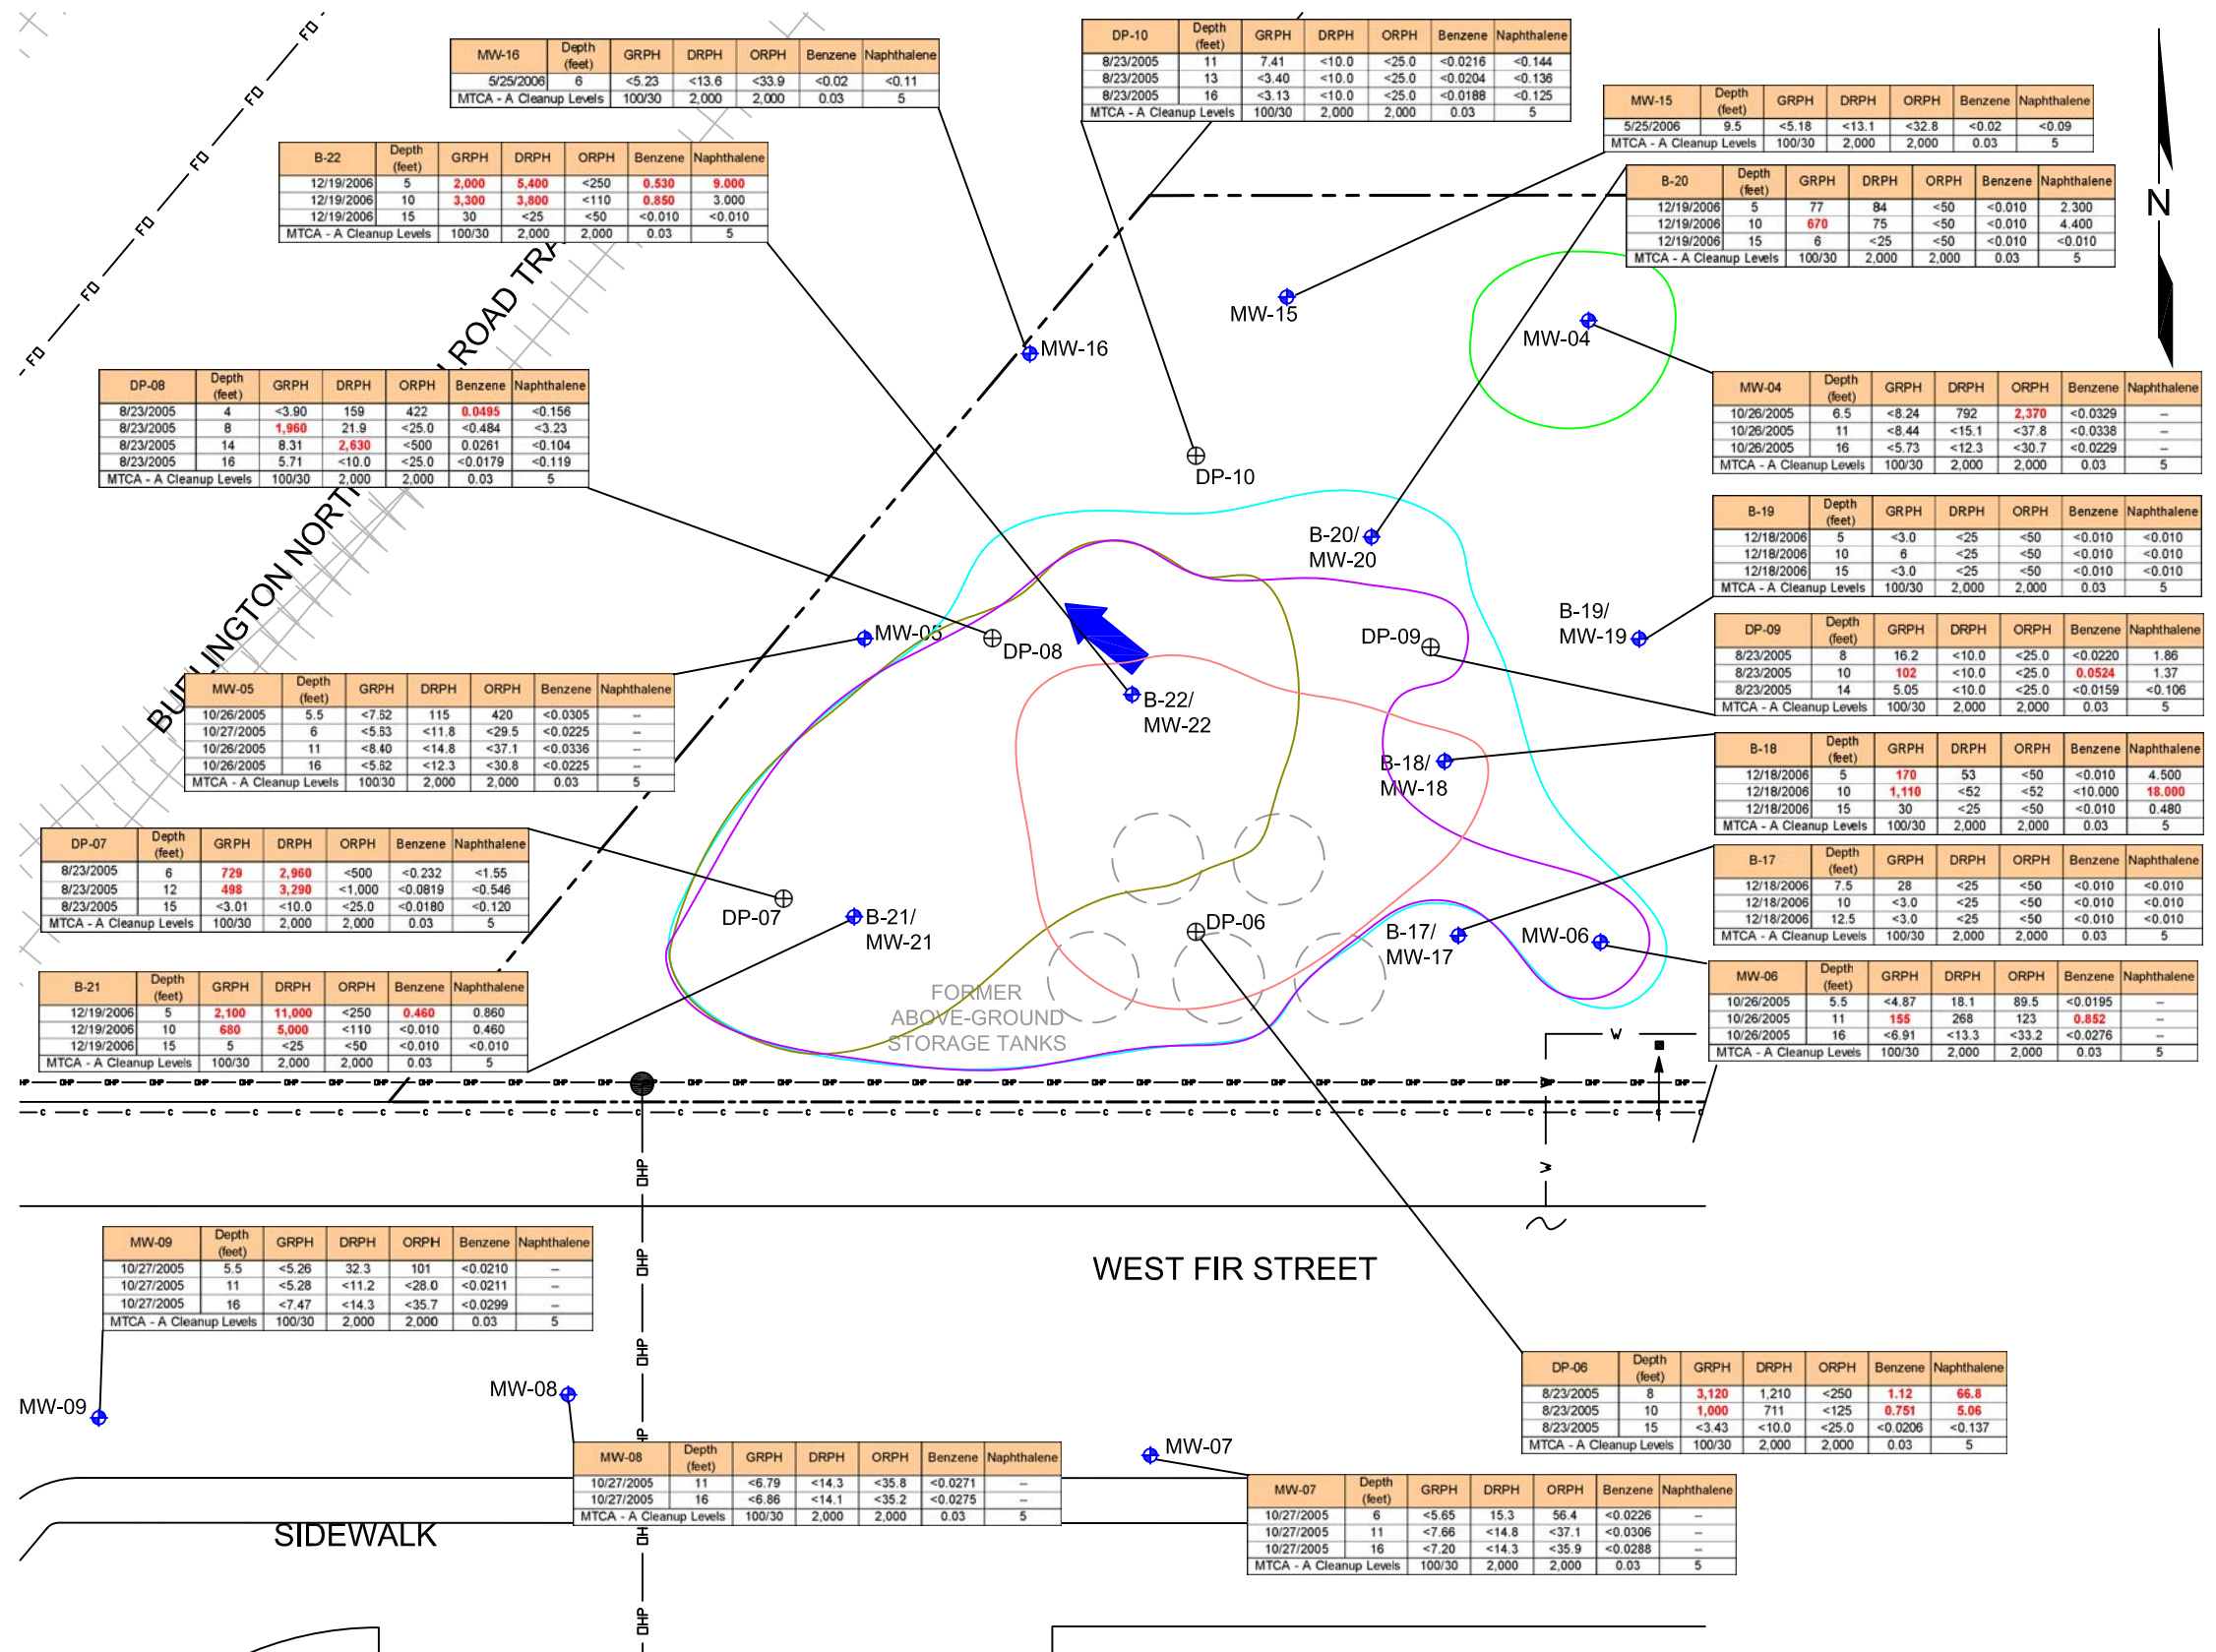 MW-16 Depth (feet) GRPH DRPH ORPH Benzene Naphthalene
5/25/2006 6 <5.23 <13.6 <33.9 <0.02 <0.11
MTCA - A Cleanup Levels 100/30 2,000 2,000 0.03 5
DP-10 Depth (feet) GRPH DRPH ORPH Benzene Naphthalene
8/23/2005 11 7.41 <10.0 <25.0 <0.0216 <0.144
8/23/2005 13 <3.40 <10.0 <25.0 <0.0204 <0.136
8/23/2005 16 <3.13 <10.0 <25.0 <0.0188 <0.125
MTCA - A Cleanup Levels 100/30 2,000 2,000 0.03 5
MW-15 Depth (feet) GRPH DRPH ORPH Benzene Naphthalene
5/25/2006 9.5 <5.18 <13.1 <32.8 <0.02 <0.09
MTCA - A Cleanup Levels 100/30 2,000 2,000 0.03 5
B-22 Depth (feet) GRPH DRPH ORPH Benzene Naphthalene
12/19/2006 5 2,000 5,400 <250 0.530 9.000
12/19/2006 10 3,300 3,800 <110 0.850 3.000
12/19/2006 15 30 <25 <50 <0.010 <0.010
MTCA - A Cleanup Levels 100/30 2,000 2,000 0.03 5
B-20 Depth (feet) GRPH DRPH ORPH Benzene Naphthalene
12/19/2006 5 77 84 <50 <0.010 2.300
12/19/2006 10 670 75 <50 <0.010 4.400
12/19/2006 15 6 <25 <50 <0.010 <0.010
MTCA - A Cleanup Levels 100/30 2,000 2,000 0.03 5
N
FO FO FO FO FO
MW-15
MW-04
MW-16
DP-08 Depth (feet) GRPH DRPH ORPH Benzene Naphthalene
8/23/2005 4 <3.90 159 422 0.0495 <0.156
8/23/2005 8 1,960 21.9 <25.0 <0.484 <3.23
8/23/2005 14 8.31 2,630 <500 0.0261 <0.104
8/23/2005 16 5.71 <10.0 <25.0 <0.0179 <0.119
MTCA - A Cleanup Levels 100/30 2,000 2,000 0.03 5
MW-04 Depth (feet) GRPH DRPH ORPH Benzene Naphthalene
10/26/2005 6.5 <8.24 792 2,370 <0.0329 --
10/26/2005 11 <8.44 <15.1 <37.8 <0.0338 --
10/26/2005 16 <5.73 <12.3 <30.7 <0.0229 --
MTCA - A Cleanup Levels 100/30 2,000 2,000 0.03 5
DP-10
B-20/
MW-20
B-19 Depth (feet) GRPH DRPH ORPH Benzene Naphthalene
12/18/2006 5 <3.0 <25 <50 <0.010 <0.010
12/18/2006 10 6 <25 <50 <0.010 <0.010
12/18/2006 15 <3.0 <25 <50 <0.010 <0.010
MTCA - A Cleanup Levels 100/30 2,000 2,000 0.03 5
B-19/
MW-19
MW-05
DP-08
DP-09
DP-09 Depth (feet) GRPH DRPH ORPH Benzene Naphthalene
8/23/2005 8 16.2 <10.0 <25.0 <0.0220 1.86
8/23/2005 10 102 <10.0 <25.0 0.0524 1.37
8/23/2005 14 5.05 <10.0 <25.0 <0.0159 <0.106
MTCA - A Cleanup Levels 100/30 2,000 2,000 0.03 5
MW-05 Depth (feet) GRPH DRPH ORPH Benzene Naphthalene
10/26/2005 5.5 <7.62 115 420 <0.0305 --
10/27/2005 6 <5.53 <11.8 <29.5 <0.0225 --
10/26/2005 11 <8.40 <14.8 <37.1 <0.0336 --
10/26/2005 16 <5.62 <12.3 <30.8 <0.0225 --
MTCA - A Cleanup Levels 100/30 2,000 2,000 0.03 5
B-22/
MW-22
B-18/
MW-18
B-18 Depth (feet) GRPH DRPH ORPH Benzene Naphthalene
12/18/2006 5 170 53 <50 <0.010 4.500
12/18/2006 10 1,110 <52 <52 <10.000 18.000
12/18/2006 15 30 <25 <50 <0.010 0.480
MTCA - A Cleanup Levels 100/30 2,000 2,000 0.03 5
DP-07 Depth (feet) GRPH DRPH ORPH Benzene Naphthalene
8/23/2005 6 729 2,960 <500 <0.232 <1.55
8/23/2005 12 498 3,290 <1,000 <0.0819 <0.546
8/23/2005 15 <3.01 <10.0 <25.0 <0.0180 <0.120
MTCA - A Cleanup Levels 100/30 2,000 2,000 0.03 5
B-17 Depth (feet) GRPH DRPH ORPH Benzene Naphthalene
12/18/2006 7.5 28 <25 <50 <0.010 <0.010
12/18/2006 10 <3.0 <25 <50 <0.010 <0.010
12/18/2006 12.5 <3.0 <25 <50 <0.010 <0.010
MTCA - A Cleanup Levels 100/30 2,000 2,000 0.03 5
DP-07
B-21/
MW-21
DP-06
B-17/
MW-17
MW-06
FORMER
ABOVE-GROUND
STORAGE TANKS
B-21 Depth (feet) GRPH DRPH ORPH Benzene Naphthalene
12/19/2006 5 2,100 11,000 <250 0.460 0.860
12/19/2006 10 680 5,000 <110 <0.010 0.460
12/19/2006 15 5 <25 <50 <0.010 <0.010
MTCA - A Cleanup Levels 100/30 2,000 2,000 0.03 5
MW-06 Depth (feet) GRPH DRPH ORPH Benzene Naphthalene
10/26/2005 5.5 <4.87 18.1 89.5 <0.0195 --
10/26/2005 11 155 268 123 0.852 --
10/26/2005 16 <6.91 <13.3 <33.2 <0.0276 --
MTCA - A Cleanup Levels 100/30 2,000 2,000 0.03 5
W
W
WEST FIR STREET
MW-09 Depth (feet) GRPH DRPH ORPH Benzene Naphthalene
10/27/2005 5.5 <5.26 32.3 101 <0.0210 --
10/27/2005 11 <5.28 <11.2 <28.0 <0.0211 --
10/27/2005 16 <7.47 <14.3 <35.7 <0.0299 --
MTCA - A Cleanup Levels 100/30 2,000 2,000 0.03 5
OHP OHP OHP OHP
MW-09
MW-08
MW-07
DP-06 Depth (feet) GRPH DRPH ORPH Benzene Naphthalene
8/23/2005 8 3,120 1,210 <250 1.12 66.8
8/23/2005 10 1,000 711 <125 0.751 5.06
8/23/2005 15 <3.43 <10.0 <25.0 <0.0206 <0.137
MTCA - A Cleanup Levels 100/30 2,000 2,000 0.03 5
MW-08 Depth (feet) GRPH DRPH ORPH Benzene Naphthalene
10/27/2005 11 <6.79 <14.3 <35.8 <0.0271 --
10/27/2005 16 <6.86 <14.1 <35.2 <0.0275 --
MTCA - A Cleanup Levels 100/30 2,000 2,000 0.03 5
MW-07 Depth (feet) GRPH DRPH ORPH Benzene Naphthalene
10/27/2005 6 <5.65 15.3 56.4 <0.0226 --
10/27/2005 11 <7.66 <14.8 <37.1 <0.0306 --
10/27/2005 16 <7.20 <14.3 <35.9 <0.0288 --
MTCA - A Cleanup Levels 100/30 2,000 2,000 0.03 5
SIDEWALK